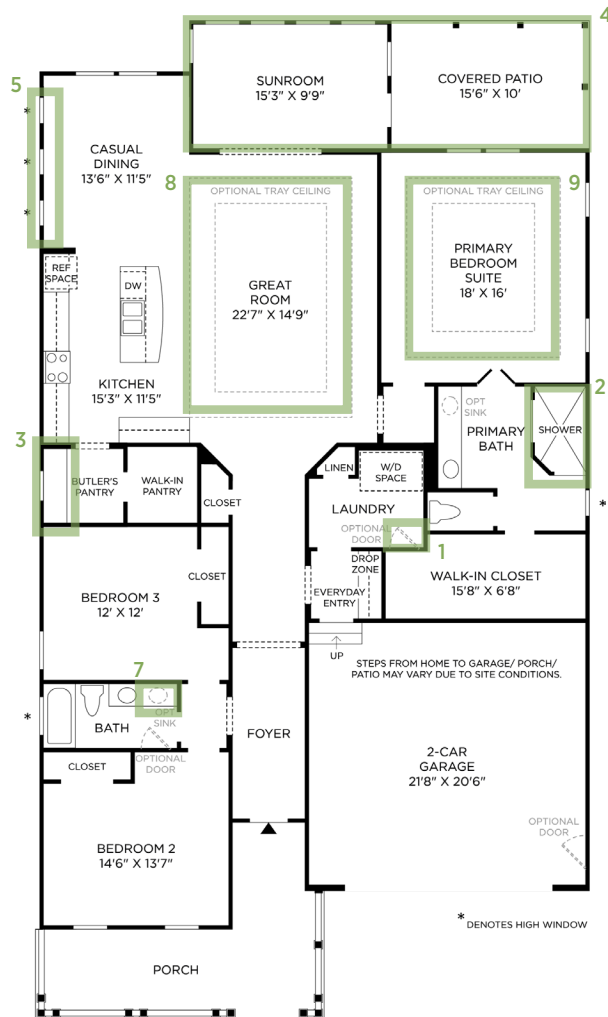 4
SUNROOM
15'3" X 9'9"
COVERED PATIO
15'6" X 10'
5
*
*
*
CASUAL
DINING
13'6" X 11'5"
8
OPTIONAL TRAY CEILING
GREAT
ROOM
22'7" X 14'9"
9
OPTIONAL TRAY CEILING
PRIMARY
BEDROOM
SUITE
18' X 16'
REF
SPACE
DW
KITCHEN
15'3" X 11'5"
2
OPT
SINK
PRIMARY
BATH
SHOWER
*
3
BUTLER'S
PANTRY
WALK-IN
PANTRY
CLOSET
LINEN
W/D
SPACE
LAUNDRY
OPTIONAL
DOOR
1
DROP
ZONE
EVERYDAY
ENTRY
WALK-IN CLOSET
15'8" X 6'8"
CLOSET
BEDROOM 3
12' X 12'
UP
STEPS FROM HOME TO GARAGE/ PORCH/
PATIO MAY VARY DUE TO SITE CONDITIONS.
7
*
BATH
OPT
SINK
OPTIONAL
DOOR
FOYER
CLOSET
2-CAR
GARAGE
21'8" X 20'6"
OPTIONAL
DOOR
BEDROOM 2
14'6" X 13'7"
* DENOTES HIGH WINDOW
PORCH